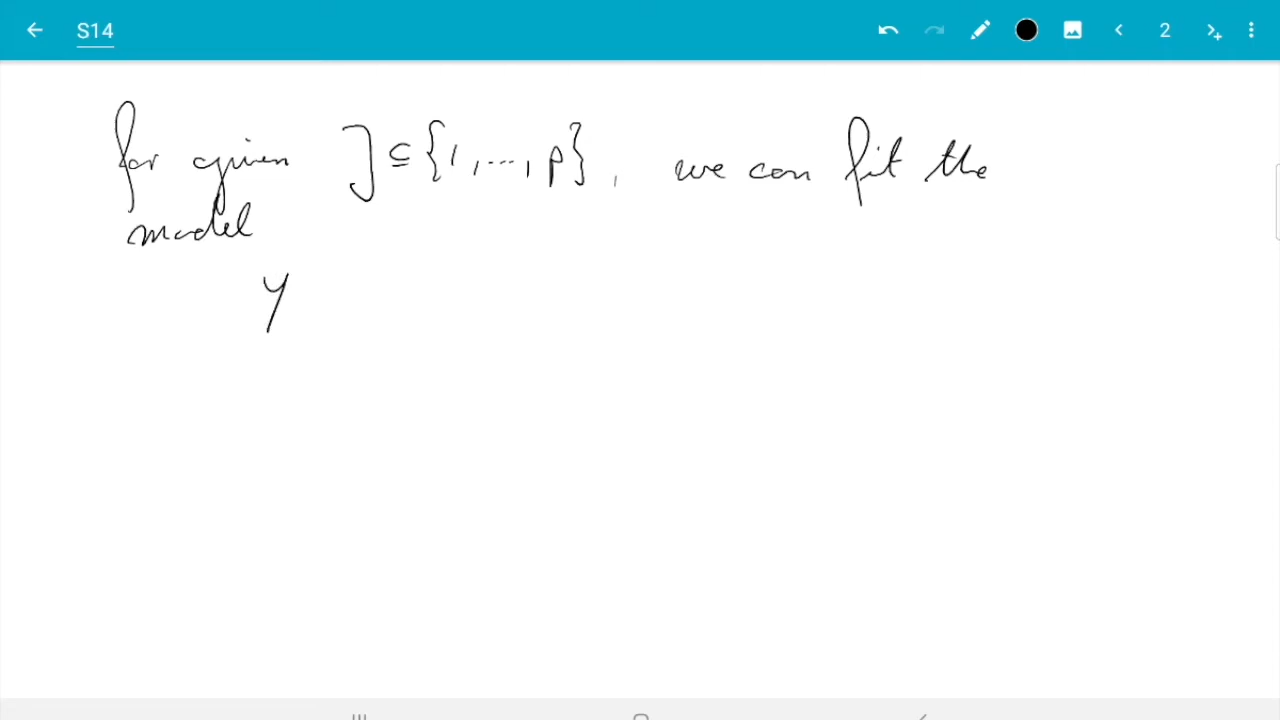 S14
2
for given J ⊆ {1, ..., p}, we can fit the
model
y